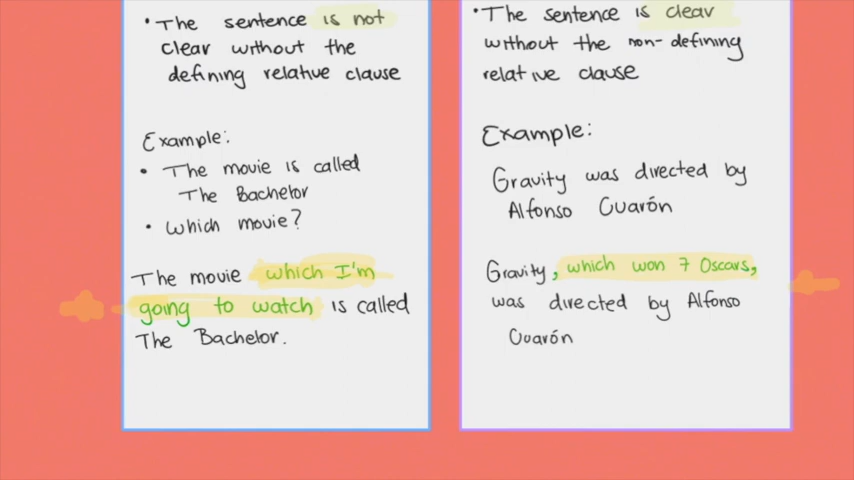 • The sentence is not
clear without the
defining relative clause
Example:
• The movie is called
The Bachelor
• Which movie?
The movie which I'm
going to watch is called
The Bachelor.
• The sentence is clear
without the non-defining
relative clause
Example:
Gravity was directed by
Alfonso Cuarón
Gravity, which won 7 Oscars,
was directed by Alfonso
Cuarón